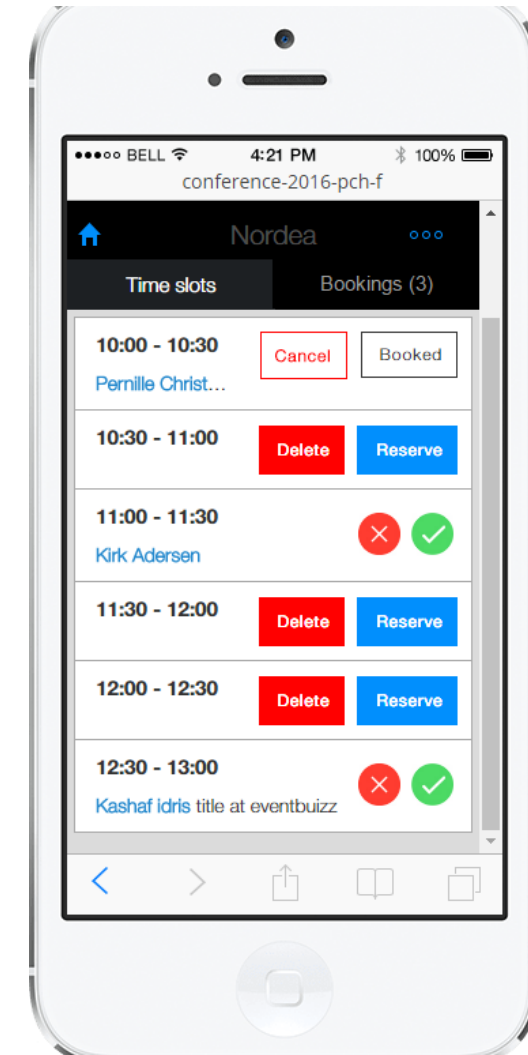 ●●●○○ BELL 4:21 PM 100%
conference-2016-pch-f
Nordea
Time slots Bookings (3)
10:00 - 10:30 Cancel Booked
Pernille Christ...
10:30 - 11:00 Delete Reserve
11:00 - 11:30
Kirk Adersen
11:30 - 12:00 Delete Reserve
12:00 - 12:30 Delete Reserve
12:30 - 13:00
Kashaf idris title at eventbuizz